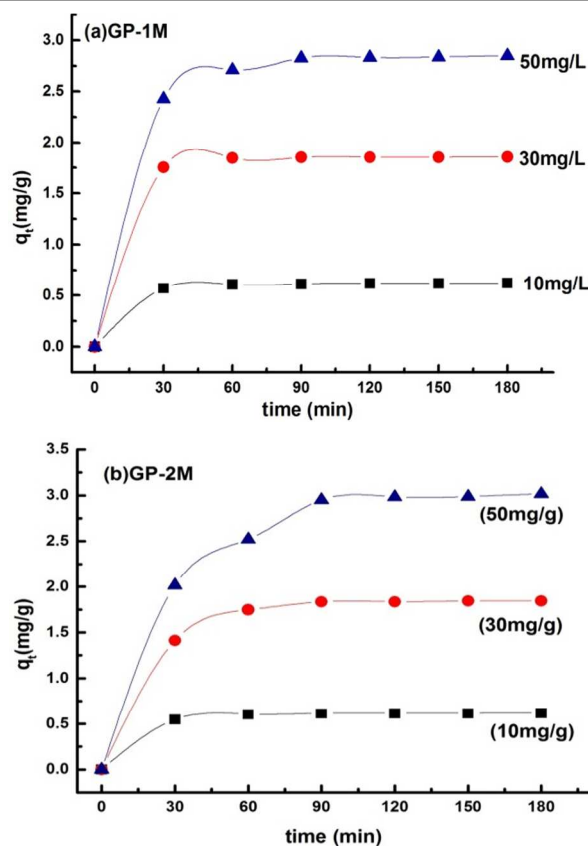 (a)GP-1M
3.0
2.5
2.0
1.5
1.0
0.5
0.0
qt(mg/g)
50mg/L
30mg/L
10mg/L
0 30 60 90 120 150 180
time (min)
(b)GP-2M
3.5
3.0
2.5
2.0
1.5
1.0
0.5
0.0
qt(mg/g)
(50mg/g)
(30mg/g)
(10mg/g)
0 30 60 90 120 150 180
time (min)